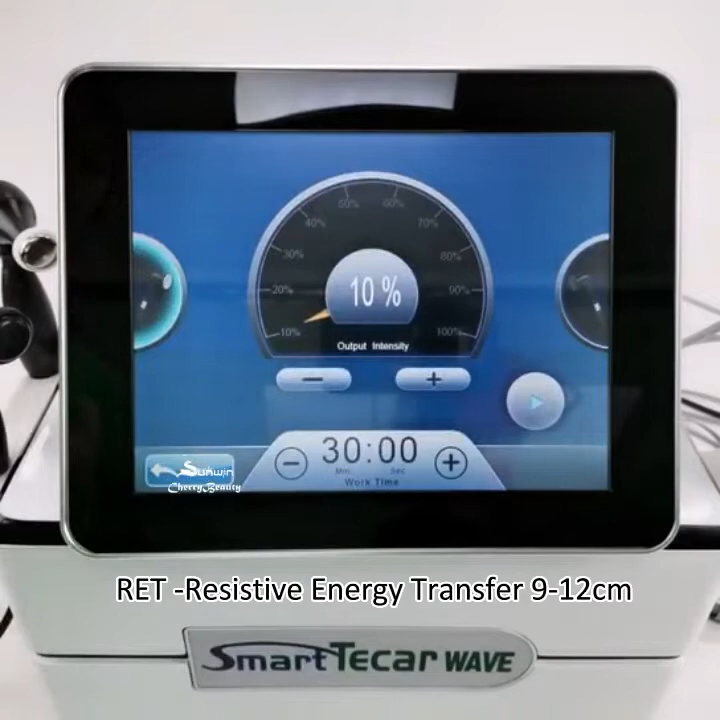 50% 60%
40% 70%
30% 80%
20% 10 % 90%
10% 100%
Output Intensity
− +
30:00
− +
Min Sec
Work Time
Sunwin
CherryBeauty
RET -Resistive Energy Transfer 9-12cm
SmartTecar WAVE